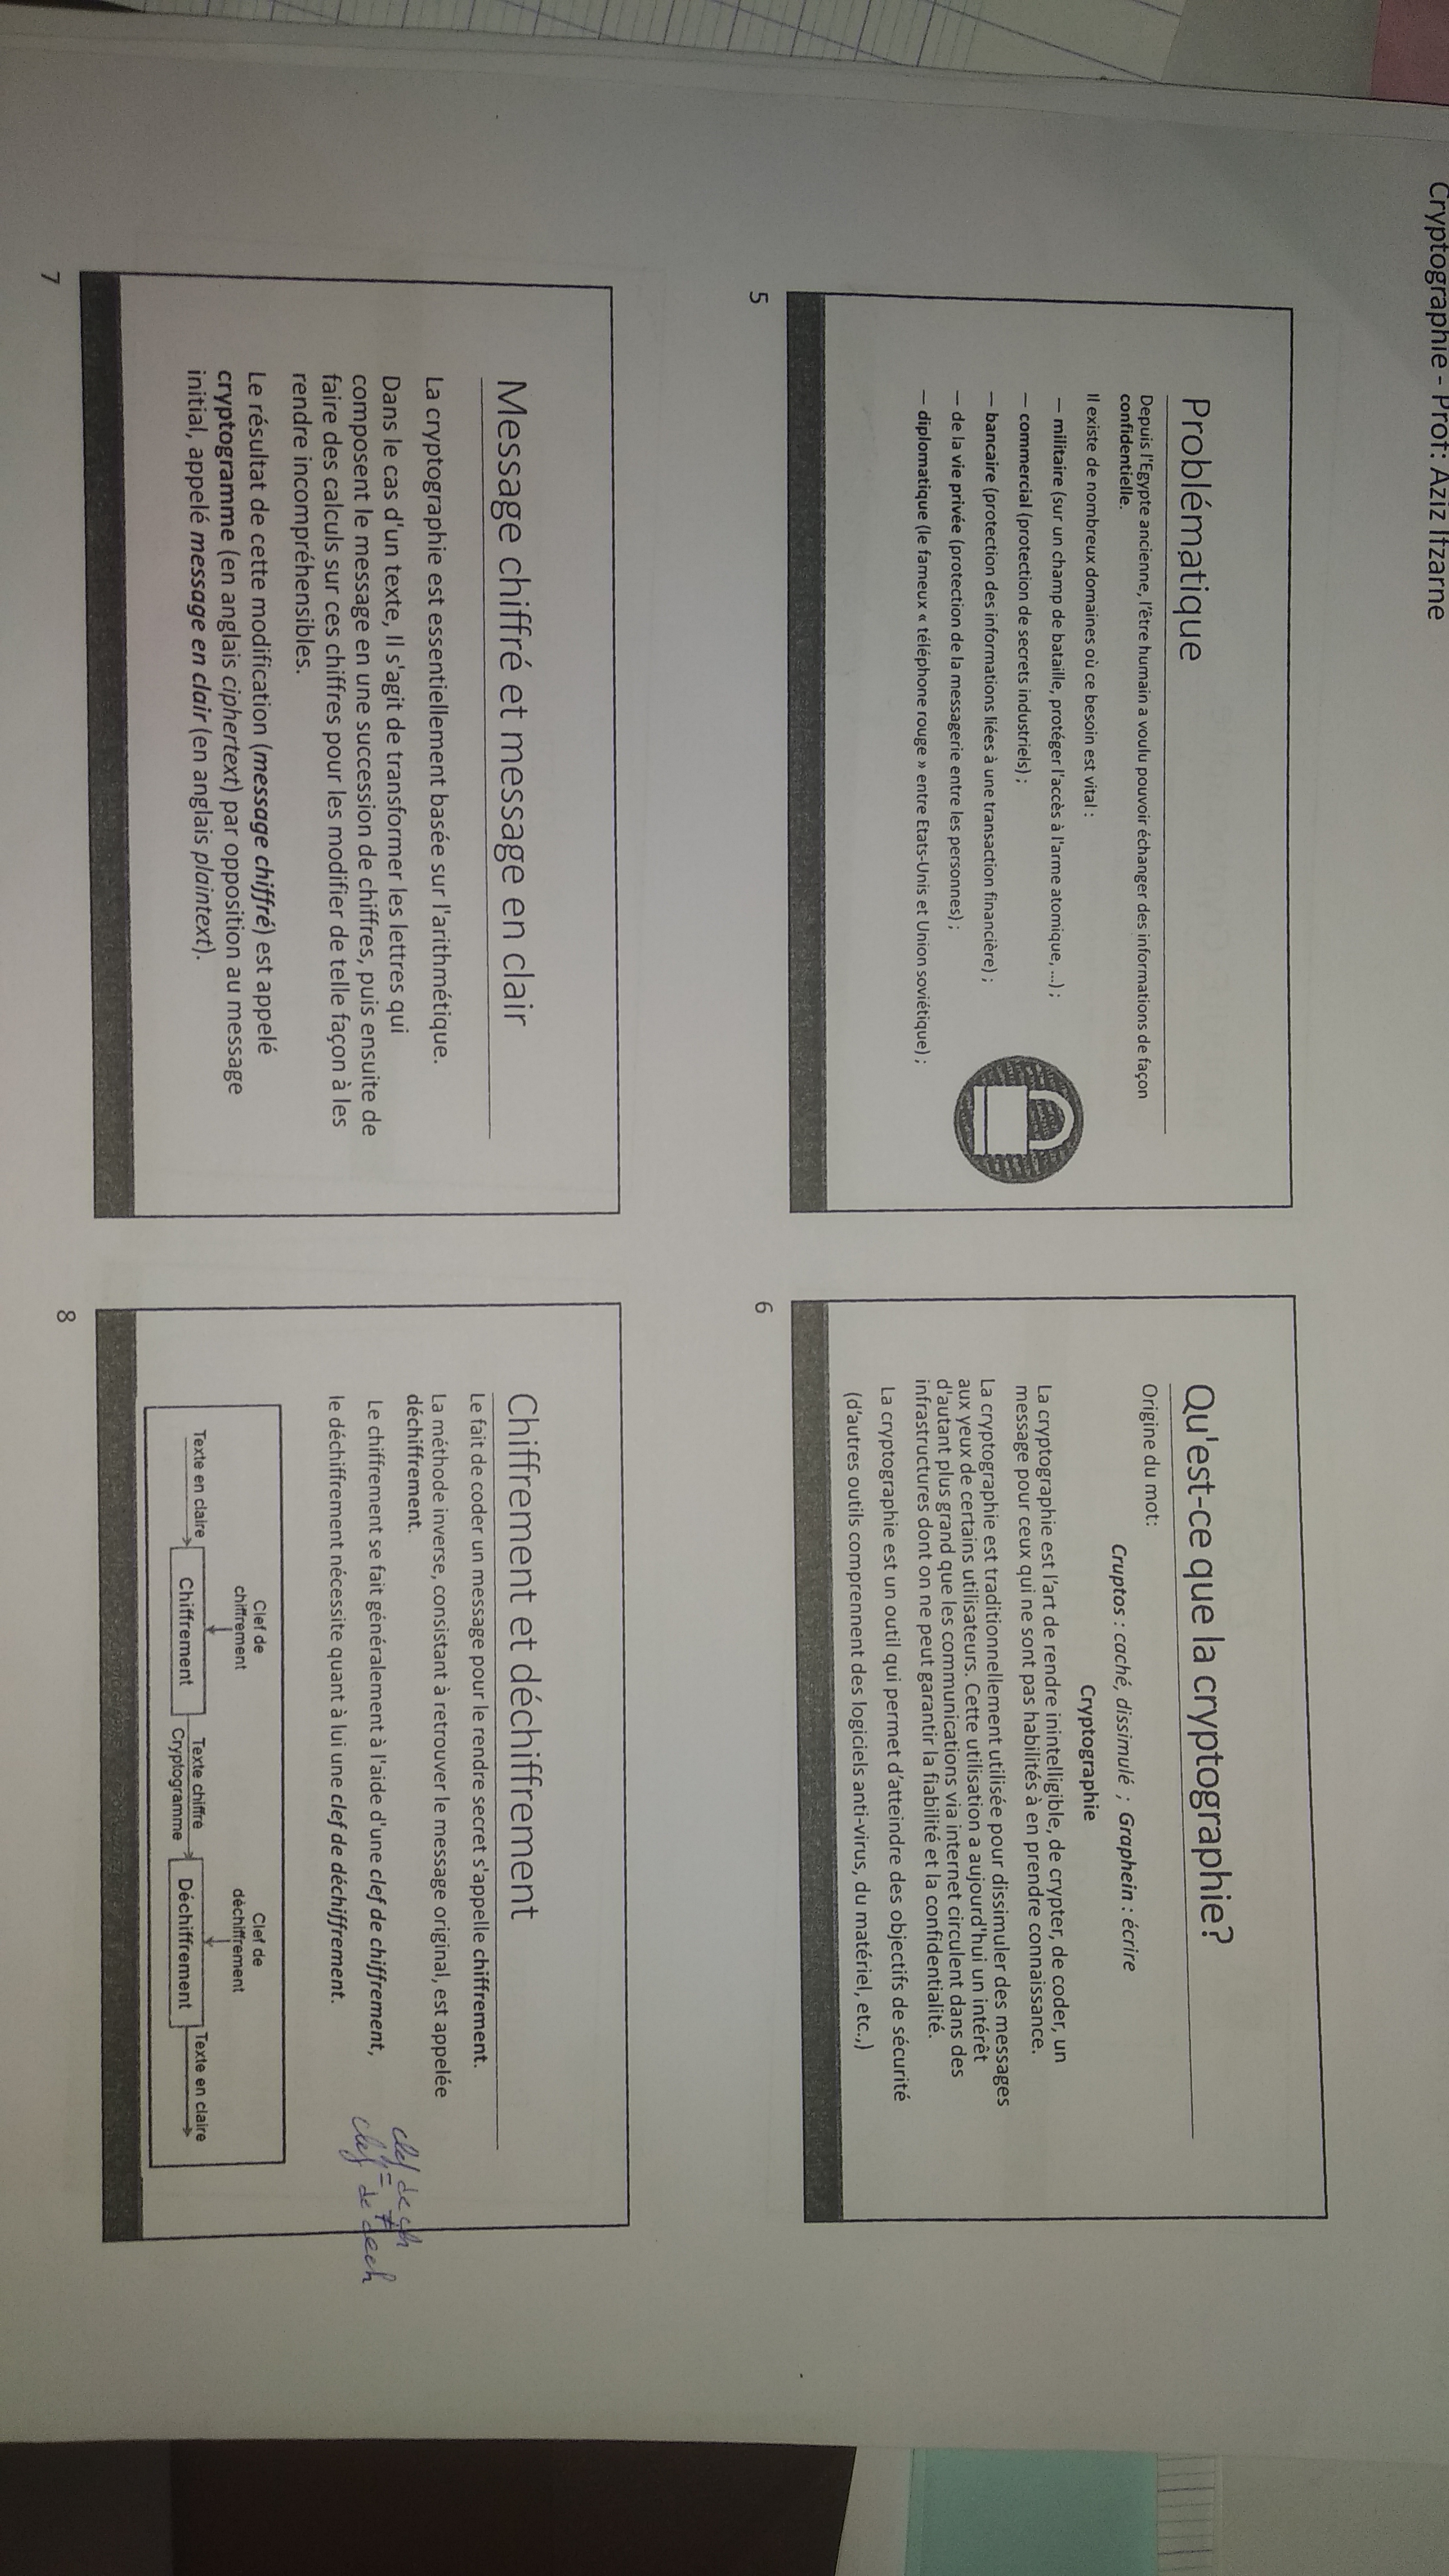 Cryptographie - Prof: Aziz Ifzarne
Problématique
Depuis l'Egypte ancienne, l'être humain a voulu pouvoir échanger des informations de façon
confidentielle.
Il existe de nombreux domaines où ce besoin est vital :
— militaire (sur un champ de bataille, protéger l'accès à l'arme atomique, ...) ;
— commercial (protection de secrets industriels) ;
— bancaire (protection des informations liées à une transaction financière) ;
— de la vie privée (protection de la messagerie entre les personnes) ;
— diplomatique (le fameux « téléphone rouge » entre Etats-Unis et Union soviétique) ;
5
Qu'est-ce que la cryptographie?
Origine du mot:
Cruptos : caché, dissimulé ; Graphein : écrire
Cryptographie
La cryptographie est l'art de rendre inintelligible, de crypter, de coder, un
message pour ceux qui ne sont pas habilités à en prendre connaissance.
La cryptographie est traditionnellement utilisée pour dissimuler des messages
aux yeux de certains utilisateurs. Cette utilisation a aujourd'hui un intérêt
d'autant plus grand que les communications via internet circulent dans des
infrastructures dont on ne peut garantir la fiabilité et la confidentialité.
La cryptographie est un outil qui permet d'atteindre des objectifs de sécurité
(d'autres outils comprennent des logiciels anti-virus, du matériel, etc.,)
6
Message chiffré et message en clair
La cryptographie est essentiellement basée sur l'arithmétique.
Dans le cas d'un texte, Il s'agit de transformer les lettres qui
composent le message en une succession de chiffres, puis ensuite de
faire des calculs sur ces chiffres pour les modifier de telle façon à les
rendre incompréhensibles.
Le résultat de cette modification (message chiffré) est appelé
cryptogramme (en anglais ciphertext) par opposition au message
initial, appelé message en clair (en anglais plaintext).
7
Chiffrement et déchiffrement
Le fait de coder un message pour le rendre secret s'appelle chiffrement.
La méthode inverse, consistant à retrouver le message original, est appelée
déchiffrement.
Le chiffrement se fait généralement à l'aide d'une clef de chiffrement,
le déchiffrement nécessite quant à lui une clef de déchiffrement.
clef de ch
= ≠
clef de dech
Clef de
chiffrement
Clef de
déchiffrement
Texte en claire
Chiffrement
Texte chiffre
Cryptogramme
Déchiffrement
Texte en claire
8